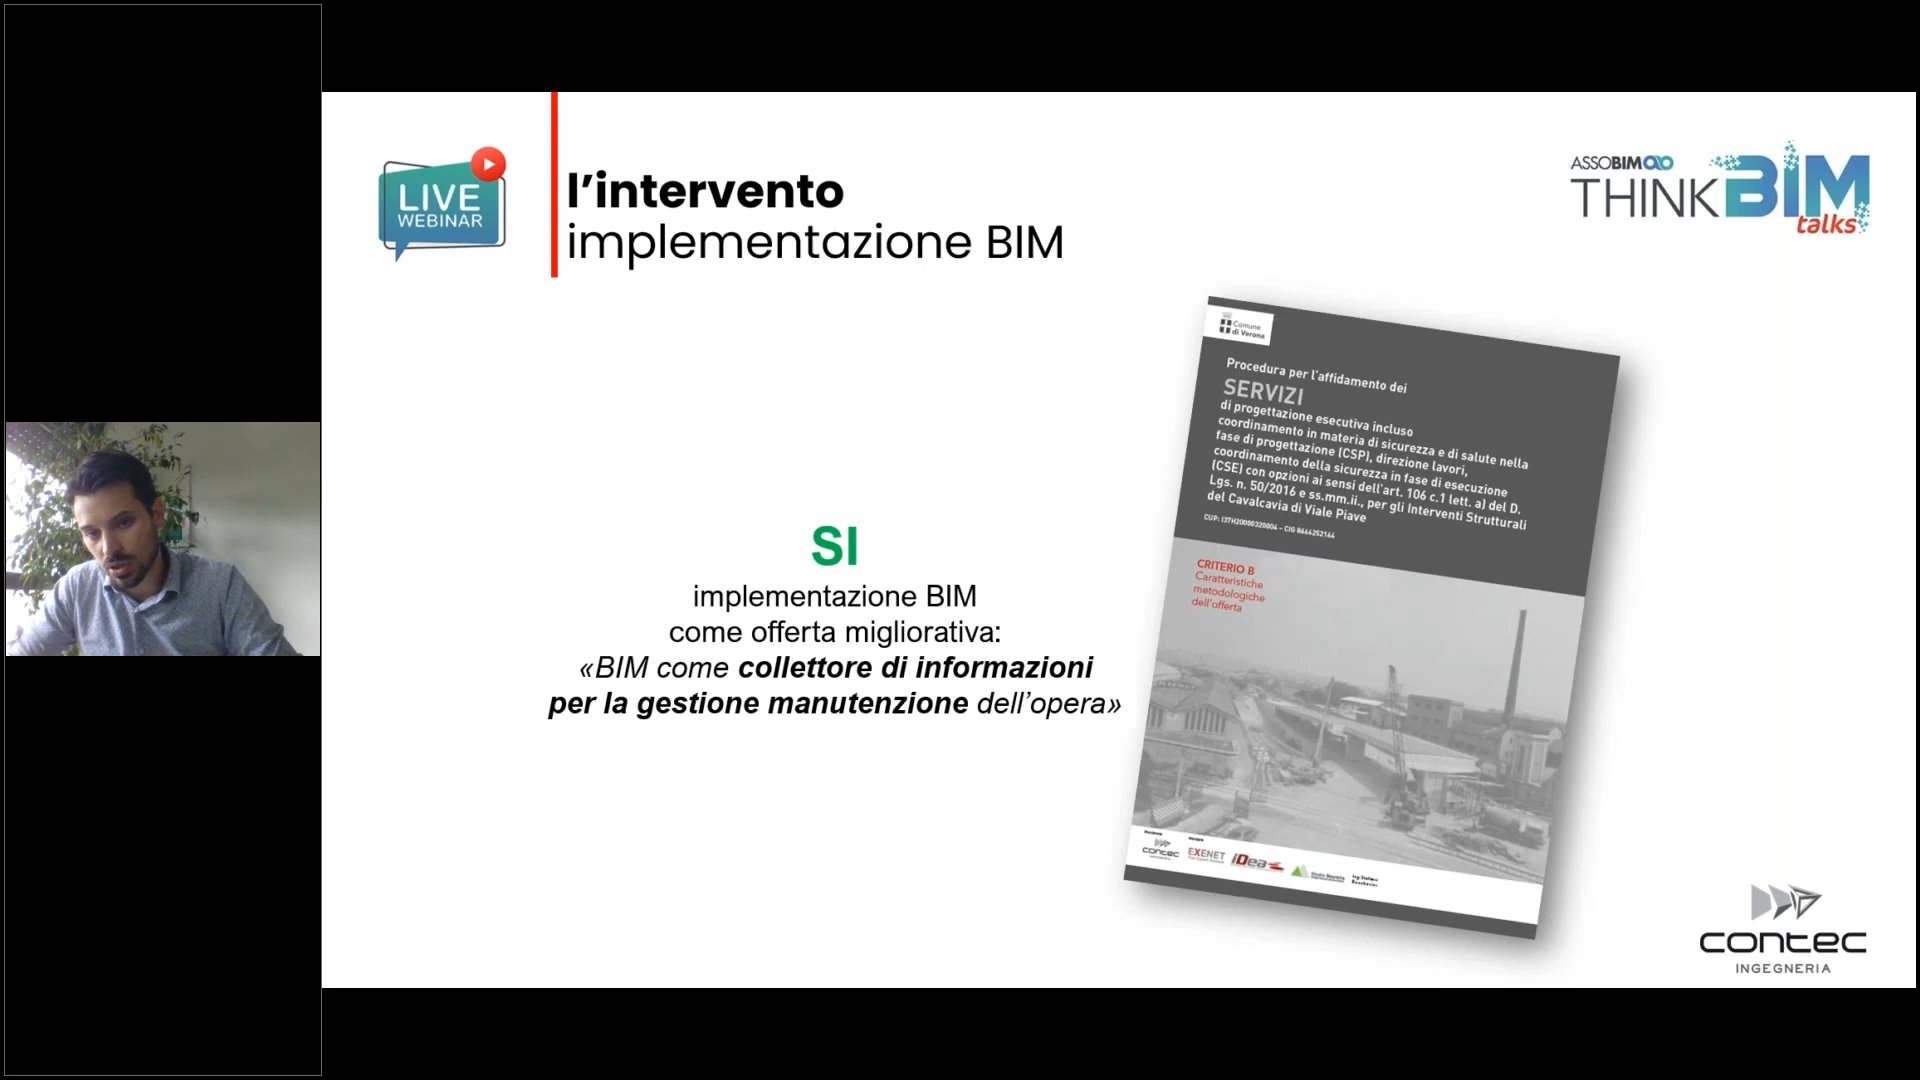 LIVE
WEBINAR
l’intervento
implementazione BIM
ASSOBIM
THINK BIM
talks
SI
implementazione BIM
come offerta migliorativa:
«BIM come collettore di informazioni
per la gestione manutenzione dell’opera»
Comune
di Verona
Procedura per l’affidamento dei
SERVIZI
di progettazione esecutiva incluso
coordinamento in materia di sicurezza e di salute nella
fase di progettazione (CSP), direzione lavori,
coordinamento della sicurezza in fase di esecuzione
(CSE) con opzioni ai sensi dell’art. 106 c.1 lett. a) del D.
Lgs. n. 50/2016 e ss.mm.ii., per gli Interventi Strutturali
del Cavalcavia di Viale Piave
CRITERIO B
Caratteristiche
metodologiche
dell’offerta
contec
EXENET
iDea
contec
INGEGNERIA